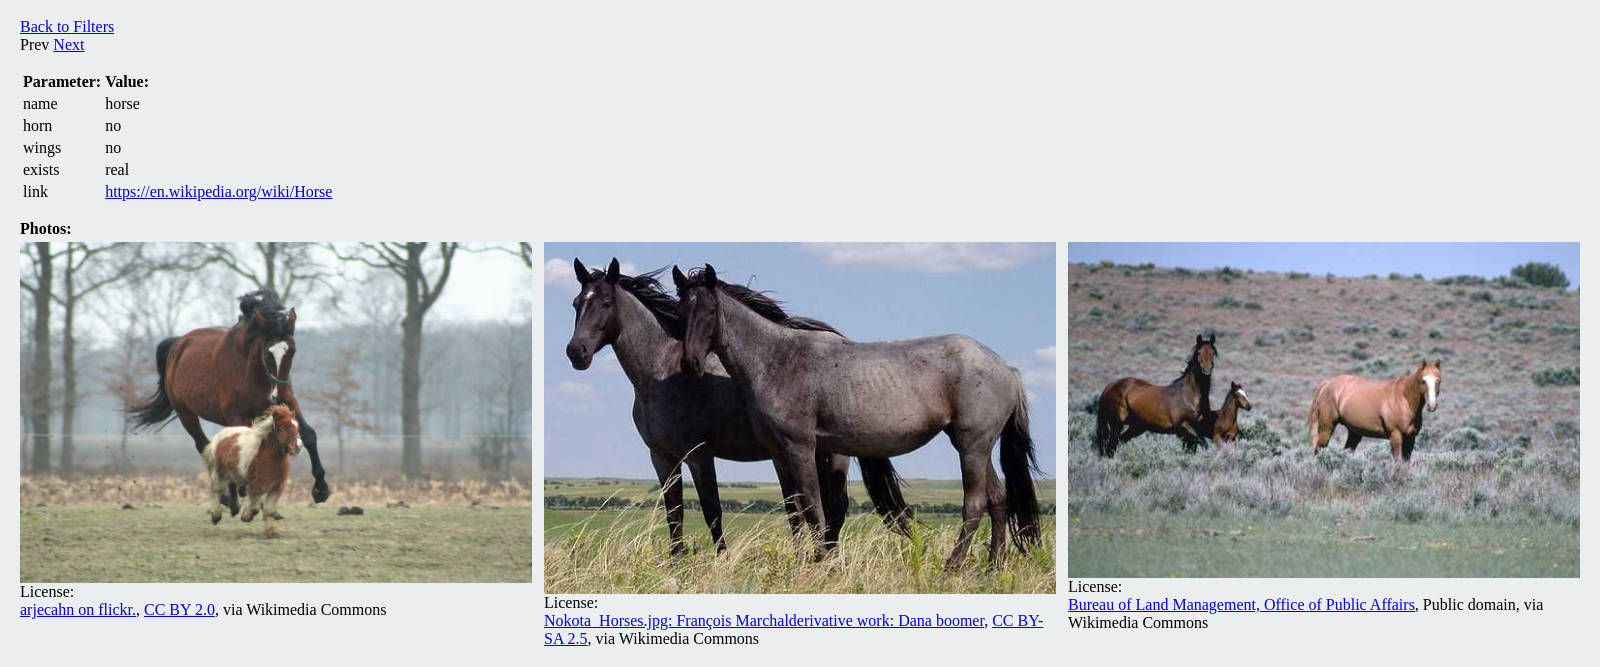 Back to Filters
Prev Next
Parameter: Value:
name horse
horn no
wings no
exists real
link https://en.wikipedia.org/wiki/Horse
Photos:
License:
arjecahn on flickr., CC BY 2.0, via Wikimedia Commons
License:
Nokota_Horses.jpg: François Marchalderivative work: Dana boomer, CC BY-
SA 2.5, via Wikimedia Commons
License:
Bureau of Land Management, Office of Public Affairs, Public domain, via
Wikimedia Commons